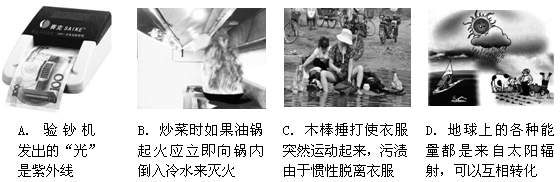 赛克 SAIKE
100
A. 验钞机
发出的“光”
是紫外线
B. 炒菜时如果油锅
起火应立即向锅内
倒入冷水来灭火
C. 木棒捶打使衣服
突然运动起来，污渍
由于惯性脱离衣服
D. 地球上的各种能
量都是来自太阳辐
射，可以互相转化